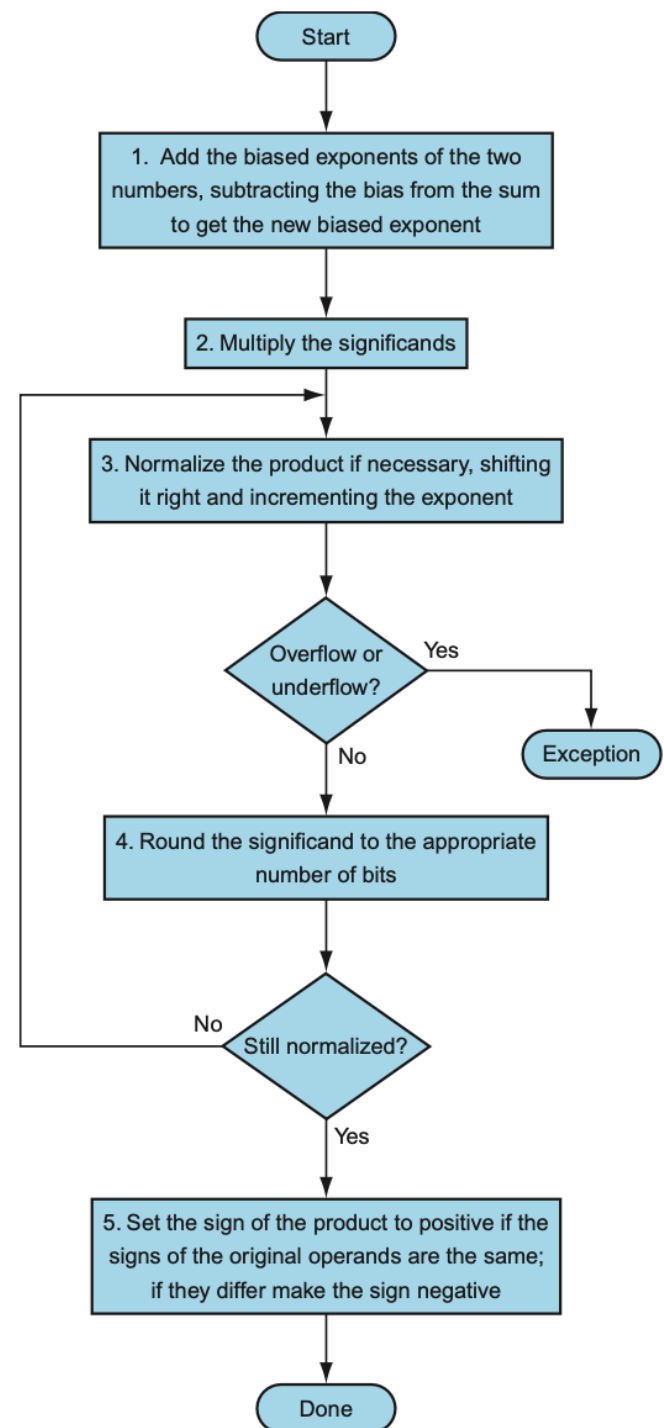 Start
1. Add the biased exponents of the two
numbers, subtracting the bias from the sum
to get the new biased exponent
2. Multiply the significands
3. Normalize the product if necessary, shifting
it right and incrementing the exponent
Overflow or
underflow?
Yes
Exception
No
4. Round the significand to the appropriate
number of bits
No
Still normalized?
Yes
5. Set the sign of the product to positive if the
signs of the original operands are the same;
if they differ make the sign negative
Done